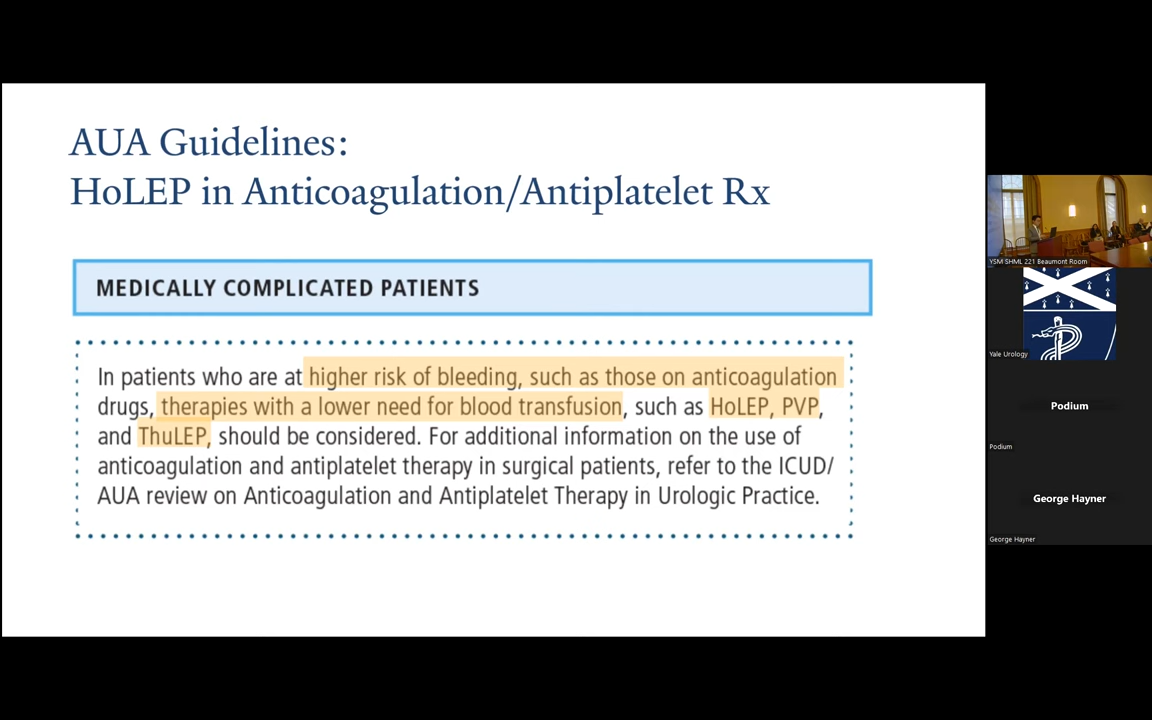 AUA Guidelines:
HoLEP in Anticoagulation/Antiplatelet Rx
MEDICALLY COMPLICATED PATIENTS
In patients who are at higher risk of bleeding, such as those on anticoagulation
drugs, therapies with a lower need for blood transfusion, such as HoLEP, PVP,
and ThuLEP, should be considered. For additional information on the use of
anticoagulation and antiplatelet therapy in surgical patients, refer to the ICUD/
AUA review on Anticoagulation and Antiplatelet Therapy in Urologic Practice.
YSM SHML 221 Beaumont Room
Yale Urology
Podium
Podium
George Hayner
George Hayner